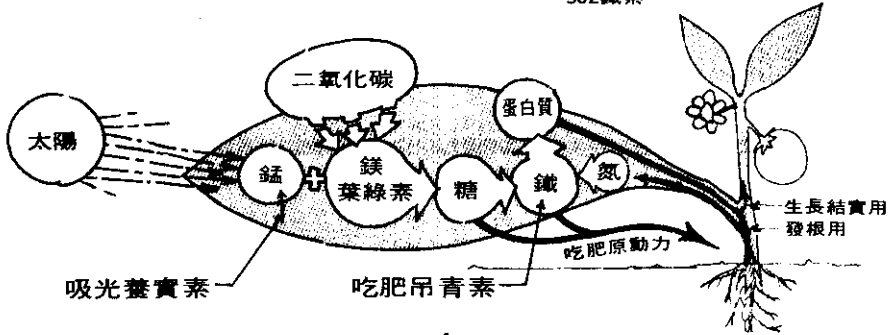 二氧化碳
太陽
蛋白質
錳
鎂
葉綠素
糖
鐵
氮
生長結實用
發根用
吃肥原動力
吸光養實素
吃肥吊青素